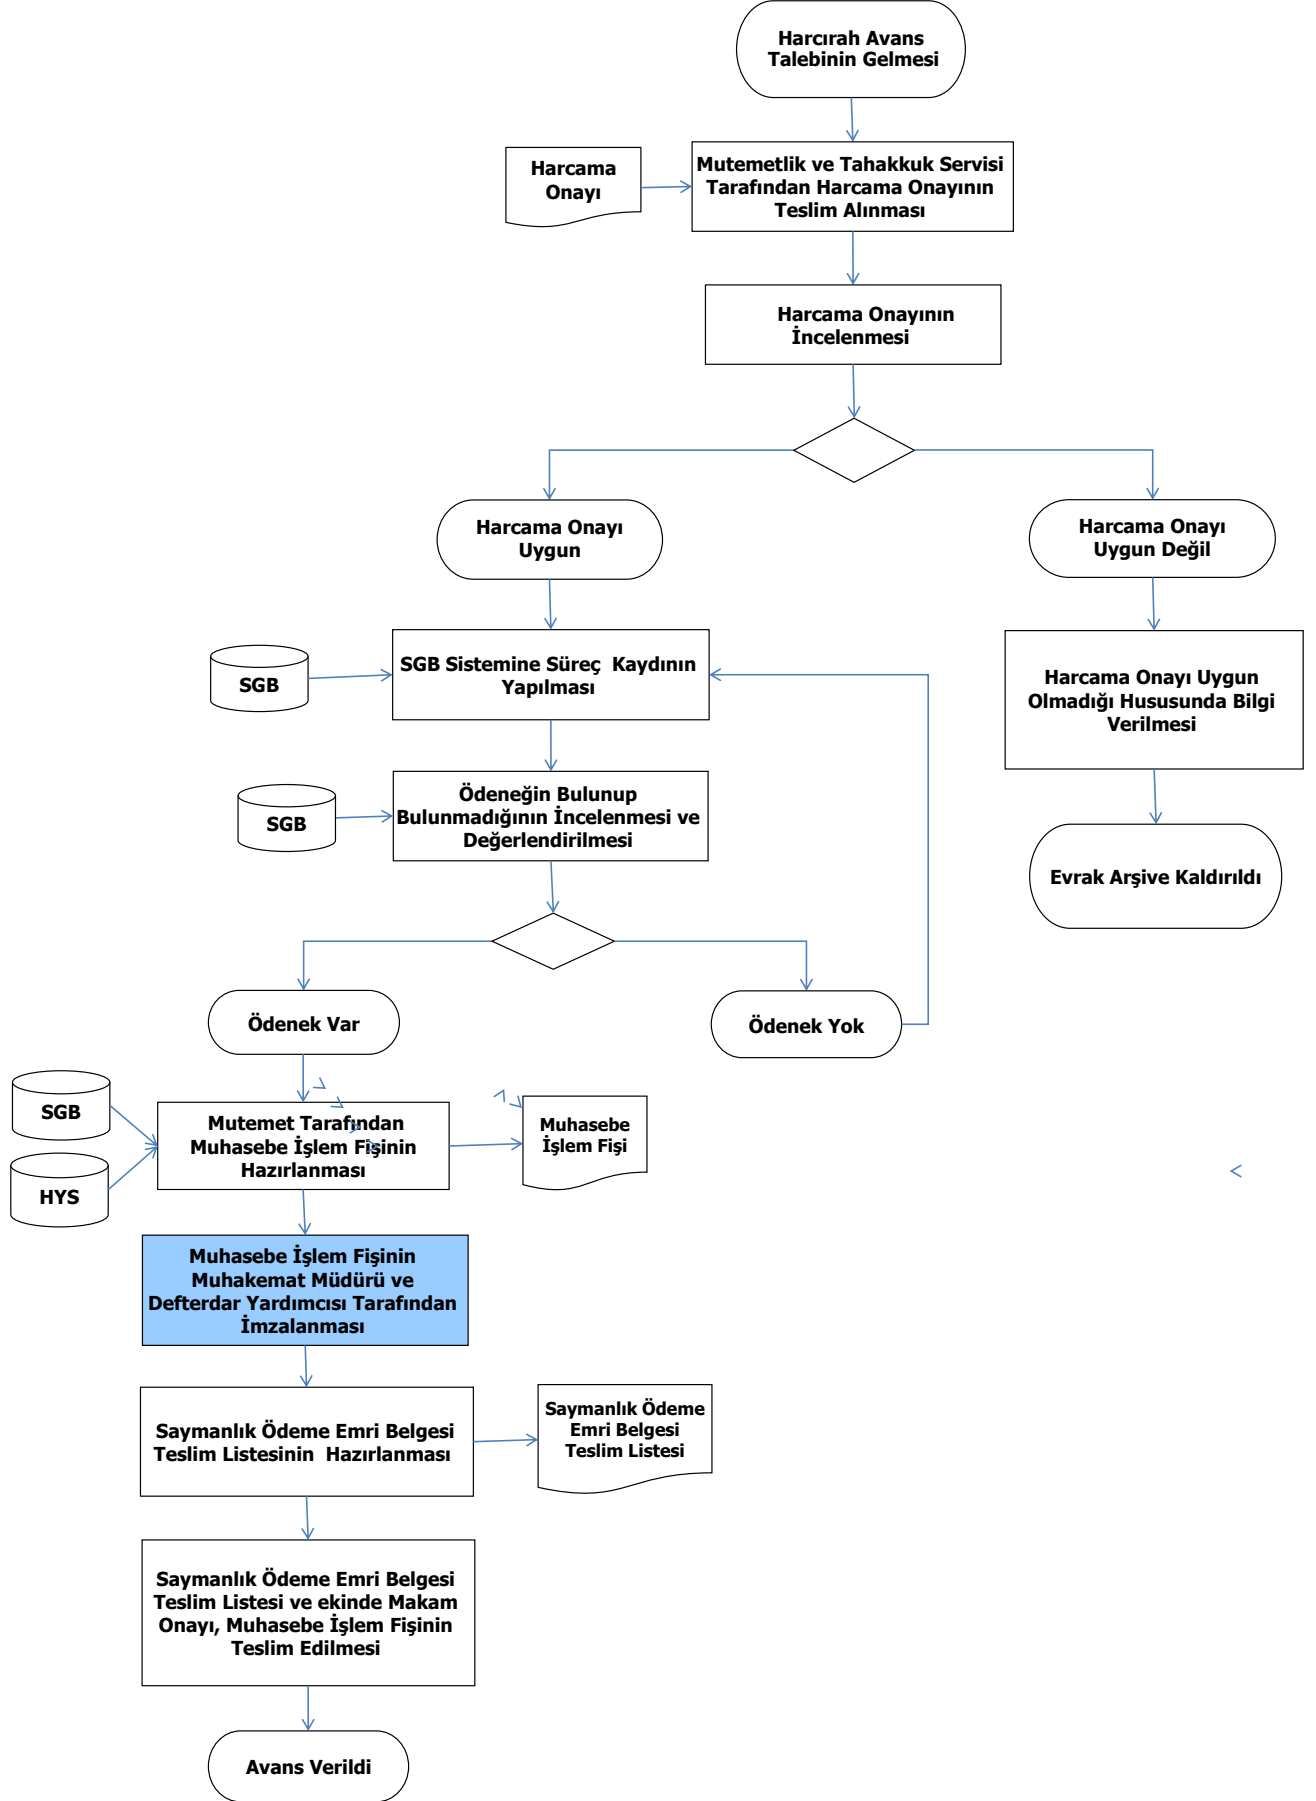 Harcırah Avans
Talebinin Gelmesi
Harcama
Onayı
Mutemetlik ve Tahakkuk Servisi
Tarafından Harcama Onayının
Teslim Alınması
Harcama Onayının
İncelenmesi
Harcama Onayı
Uygun
Harcama Onayı
Uygun Değil
SGB
SGB Sistemine Süreç Kaydının
Yapılması
Harcama Onayı Uygun
Olmadığı Hususunda Bilgi
Verilmesi
SGB
Ödeneğin Bulunup
Bulunmadığının İncelenmesi ve
Değerlendirilmesi
Evrak Arşive Kaldırıldı
Ödenek Var
Ödenek Yok
SGB
HYS
Mutemet Tarafından
Muhasebe İşlem Fişinin
Hazırlanması
Muhasebe
İşlem Fişi
Muhasebe İşlem Fişinin
Muhakemat Müdürü ve
Defterdar Yardımcısı Tarafından
İmzalanması
Saymanlık Ödeme Emri Belgesi
Teslim Listesinin Hazırlanması
Saymanlık Ödeme
Emri Belgesi
Teslim Listesi
Saymanlık Ödeme Emri Belgesi
Teslim Listesi ve ekinde Makam
Onayı, Muhasebe İşlem Fişinin
Teslim Edilmesi
Avans Verildi